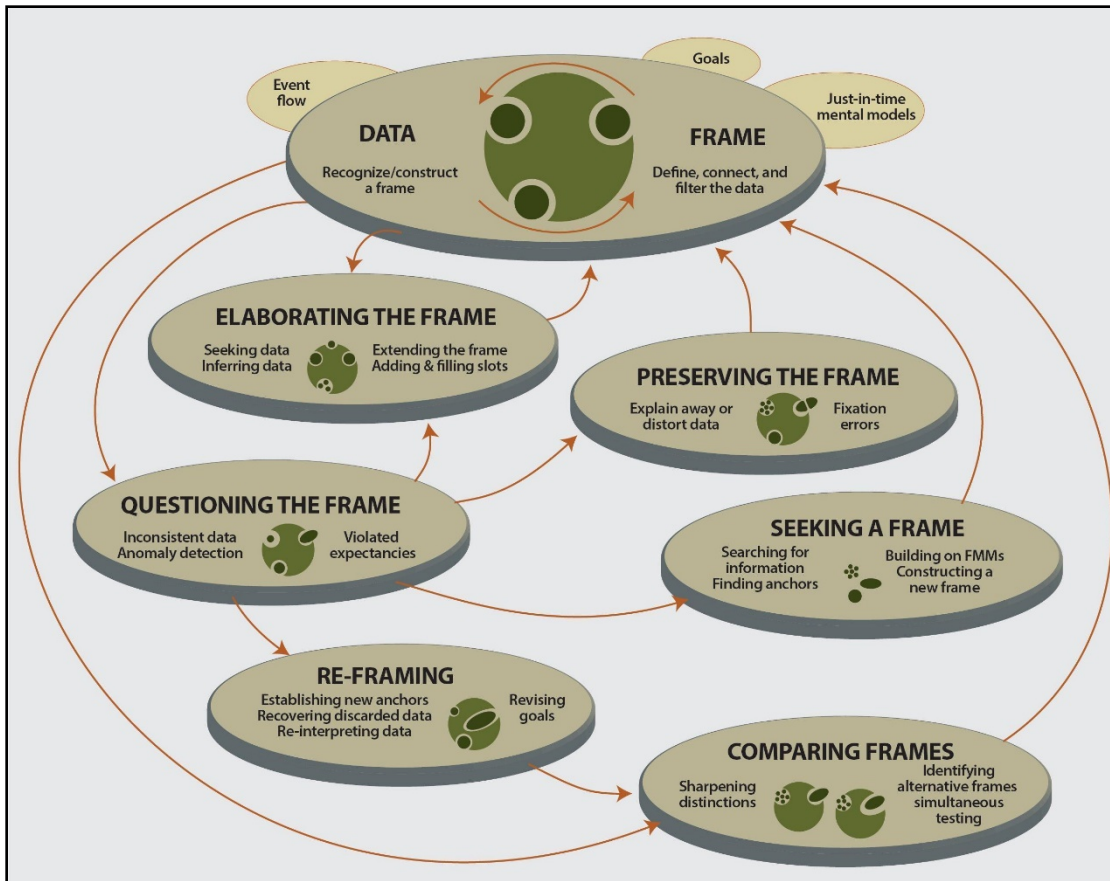 Event
flow
Goals
Just-in-time
mental models
DATA
Recognize/construct
a frame
FRAME
Define, connect, and
filter the data
ELABORATING THE FRAME
Seeking data
Inferring data
Extending the frame
Adding & filling slots
PRESERVING THE FRAME
Explain away or
distort data
Fixation
errors
QUESTIONING THE FRAME
Inconsistent data
Anomaly detection
Violated
expectancies
SEEKING A FRAME
Searching for
information
Finding anchors
Building on FMMs
Constructing a
new frame
RE-FRAMING
Establishing new anchors
Recovering discarded data
Re-interpreting data
Revising
goals
COMPARING FRAMES
Sharpening
distinctions
Identifying
alternative frames
simultaneous
testing